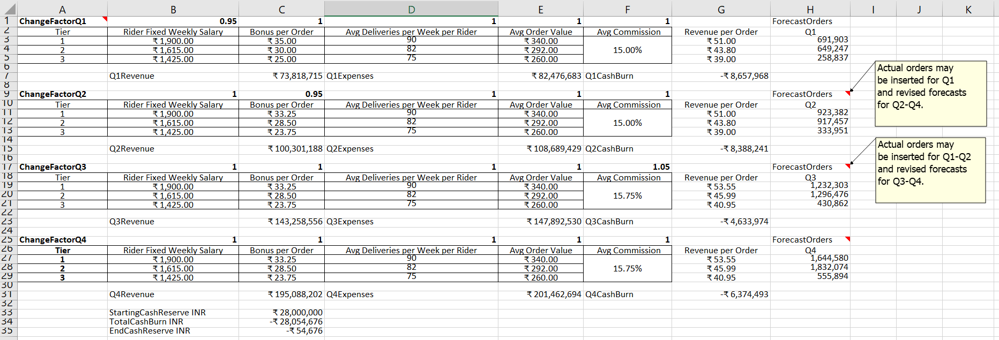 A B C D E F G H I J K
1 ChangeFactorQ1 0.95 1 1 1 1 ForecastOrders
2 Tier Rider Fixed Weekly Salary Bonus per Order Avg Deliveries per Week per Rider Avg Order Value Avg Commission Revenue per Order Q1
3 1 ₹ 1,900.00 ₹ 35.00 90 ₹ 340.00 ₹ 51.00 691,903
4 2 ₹ 1,615.00 ₹ 30.00 82 ₹ 292.00 15.00% ₹ 43.80 649,247
5 3 ₹ 1,425.00 ₹ 25.00 75 ₹ 260.00 ₹ 39.00 258,837
6
7 Q1Revenue ₹ 73,818,715 Q1Expenses ₹ 82,476,683 Q1CashBurn -₹ 8,657,968
8
9 ChangeFactorQ2 1 0.95 1 1 1 ForecastOrders
10 Tier Rider Fixed Weekly Salary Bonus per Order Avg Deliveries per Week per Rider Avg Order Value Avg Commission Revenue per Order Q2
11 1 ₹ 1,900.00 ₹ 33.25 90 ₹ 340.00 ₹ 51.00 923,382
12 2 ₹ 1,615.00 ₹ 28.50 82 ₹ 292.00 15.00% ₹ 43.80 917,457
13 3 ₹ 1,425.00 ₹ 23.75 75 ₹ 260.00 ₹ 39.00 333,951
14
15 Q2Revenue ₹ 100,301,188 Q2Expenses ₹ 108,689,429 Q2CashBurn -₹ 8,388,241
16
17 ChangeFactorQ3 1 1 1 1 1.05 ForecastOrders
18 Tier Rider Fixed Weekly Salary Bonus per Order Avg Deliveries per Week per Rider Avg Order Value Avg Commission Revenue per Order Q3
19 1 ₹ 1,900.00 ₹ 33.25 90 ₹ 340.00 ₹ 53.55 1,232,303
20 2 ₹ 1,615.00 ₹ 28.50 82 ₹ 292.00 15.75% ₹ 45.99 1,296,476
21 3 ₹ 1,425.00 ₹ 23.75 75 ₹ 260.00 ₹ 40.95 430,862
22
23 Q3Revenue ₹ 143,258,556 Q3Expenses ₹ 147,892,530 Q3CashBurn -₹ 4,633,974
24
25 ChangeFactorQ4 1 1 1 1 1 ForecastOrders
26 Tier Rider Fixed Weekly Salary Bonus per Order Avg Deliveries per Week per Rider Avg Order Value Avg Commission Revenue per Order Q4
27 1 ₹ 1,900.00 ₹ 33.25 90 ₹ 340.00 ₹ 53.55 1,644,580
28 2 ₹ 1,615.00 ₹ 28.50 82 ₹ 292.00 15.75% ₹ 45.99 1,832,074
29 3 ₹ 1,425.00 ₹ 23.75 75 ₹ 260.00 ₹ 40.95 555,894
30
31 Q4Revenue ₹ 195,088,202 Q4Expenses ₹ 201,462,694 Q4CashBurn -₹ 6,374,493
32
33 StartingCashReserve INR ₹ 28,000,000
34 TotalCashBurn INR -₹ 28,054,676
35 EndCashReserve INR -₹ 54,676
Actual orders may
be inserted for Q1
and revised forecasts
for Q2-Q4.
Actual orders may
be inserted for Q1-Q2
and revised forecasts
for Q3-Q4.